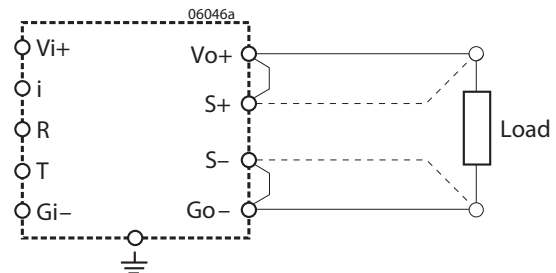 06046a
Vi+
Vo+
i
S+
R
Load
S–
T
Gi–
Go –